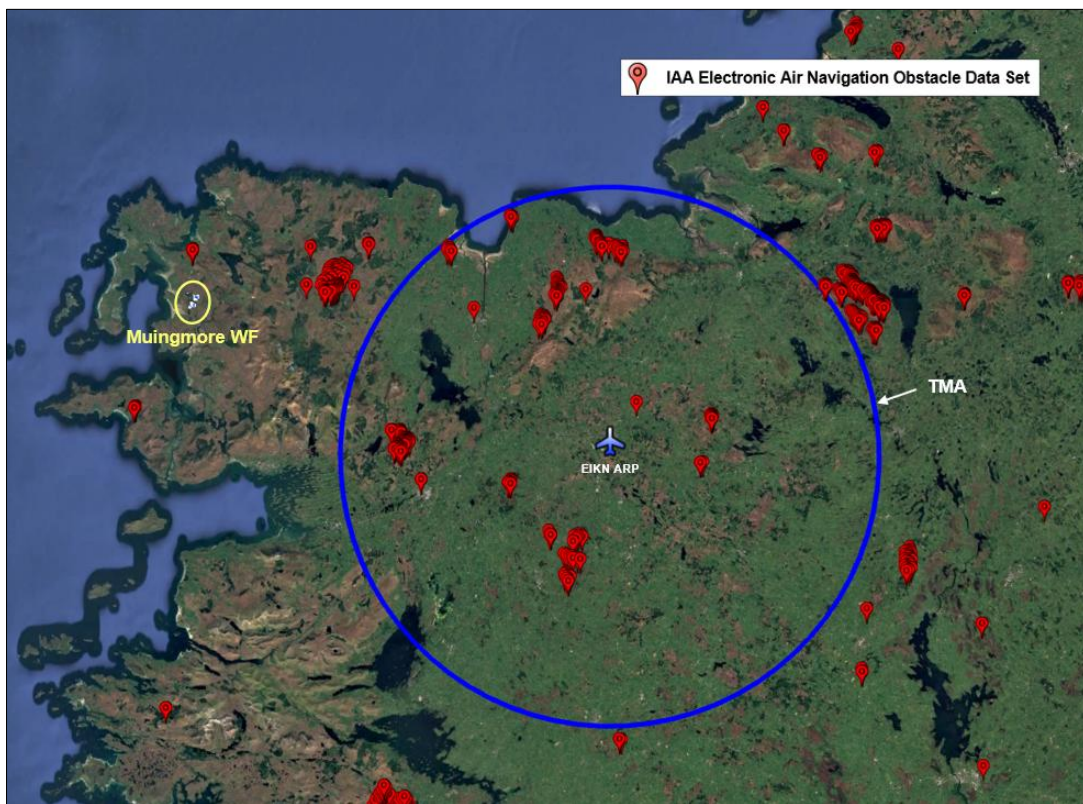 IAA Electronic Air Navigation Obstacle Data Set
Muingmore WF
TMA
EIKN ARP